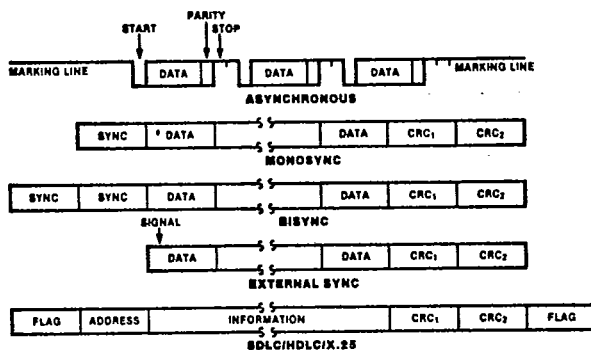 START
PARITY
STOP
MARKING LINE DATA DATA DATA MARKING LINE
ASYNCHRONOUS
SYNC DATA DATA CRC1 CRC2
MONOSYNC
SYNC SYNC DATA DATA CRC1 CRC2
BISYNC
SIGNAL
DATA DATA CRC1 CRC2
EXTERNAL SYNC
FLAG ADDRESS INFORMATION CRC1 CRC2 FLAG
SDLC/HDLC/X.25